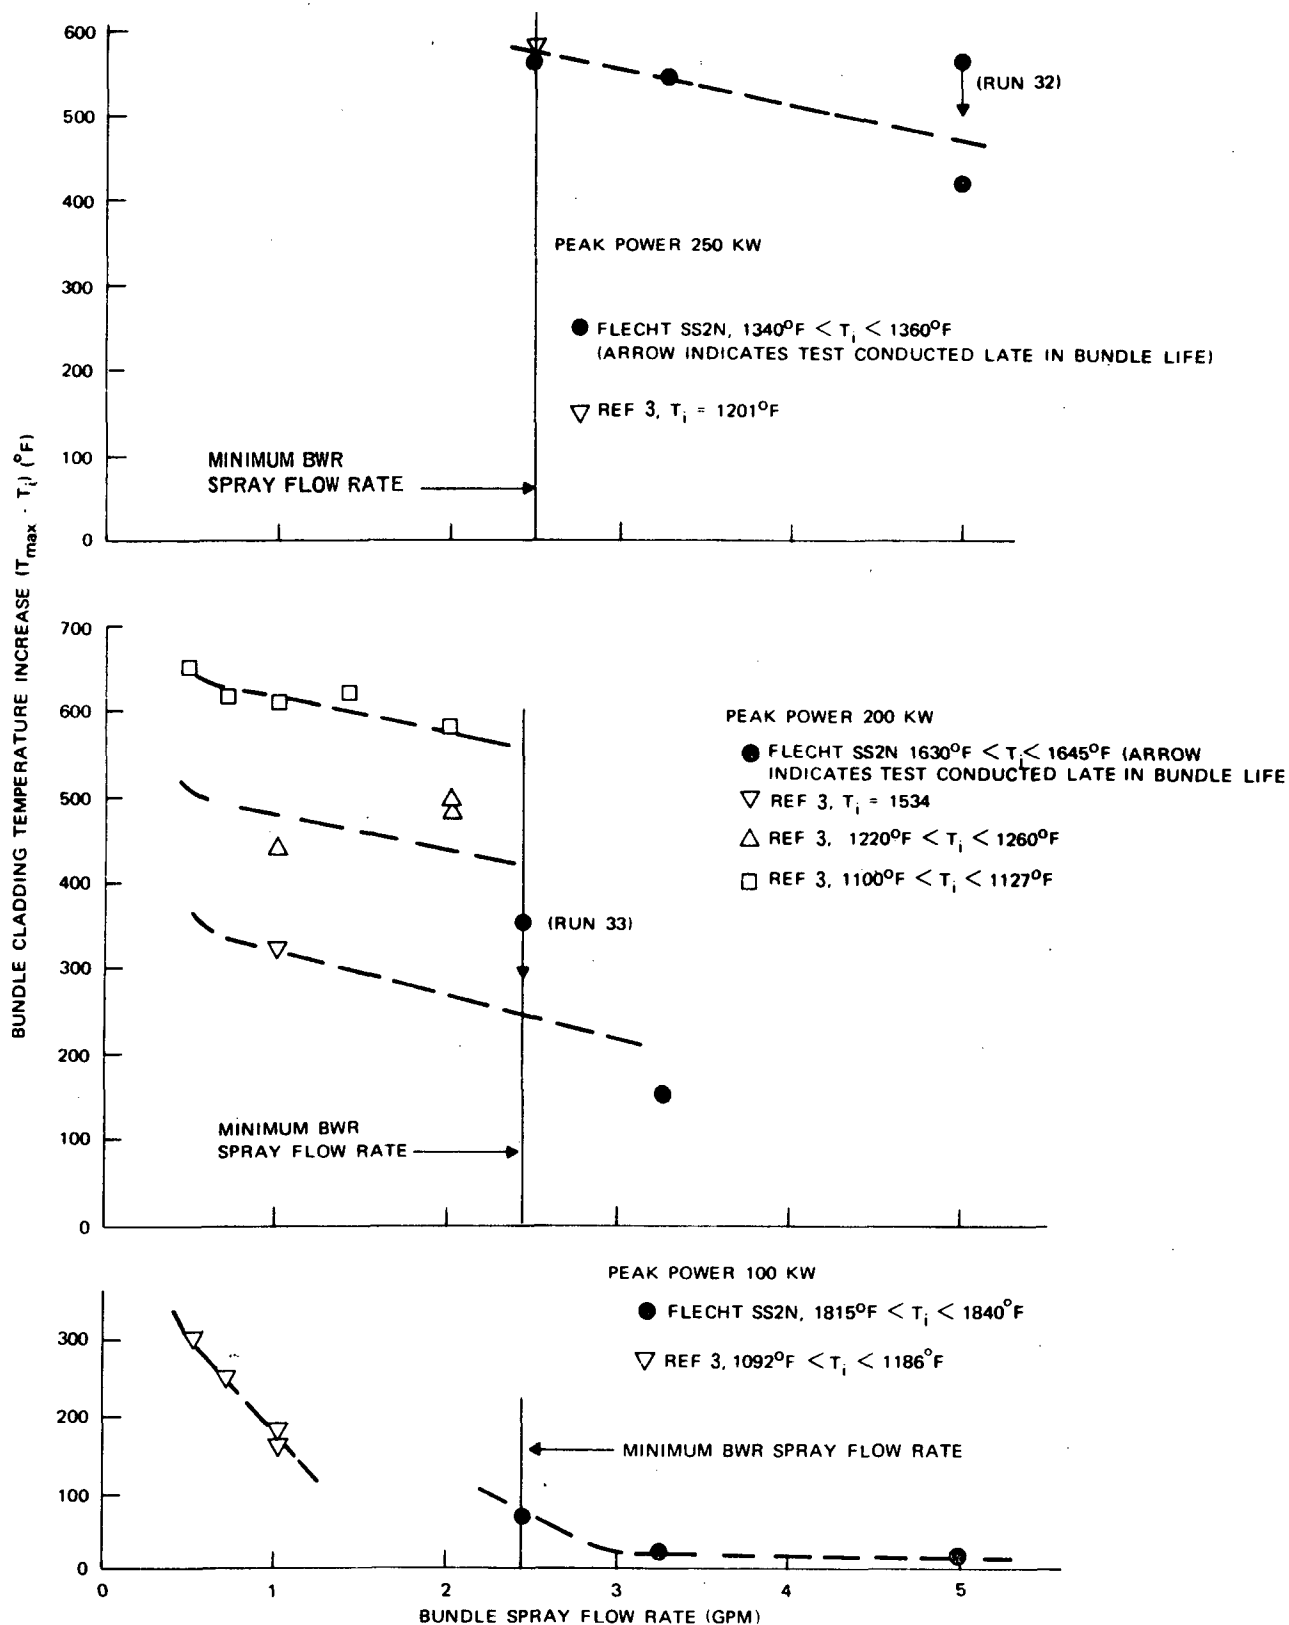 BUNDLE CLADDING TEMPERATURE INCREASE (Tmax - Ti) (°F)
600
500
400
300
200
100
0
(RUN 32)
PEAK POWER 250 KW
● FLECHT SS2N, 1340°F < Ti < 1360°F
(ARROW INDICATES TEST CONDUCTED LATE IN BUNDLE LIFE)
▽ REF 3, Ti = 1201°F
MINIMUM BWR
SPRAY FLOW RATE
700
600
500
400
300
200
100
0
PEAK POWER 200 KW
● FLECHT SS2N 1630°F < Ti < 1645°F (ARROW
INDICATES TEST CONDUCTED LATE IN BUNDLE LIFE
▽ REF 3, Ti = 1534
△ REF 3, 1220°F < Ti < 1260°F
□ REF 3, 1100°F < Ti < 1127°F
(RUN 33)
MINIMUM BWR
SPRAY FLOW RATE
PEAK POWER 100 KW
● FLECHT SS2N, 1815°F < Ti < 1840°F
▽ REF 3, 1092°F < Ti < 1186°F
MINIMUM BWR SPRAY FLOW RATE
300
200
100
0
0 1 2 3 4 5
BUNDLE SPRAY FLOW RATE (GPM)